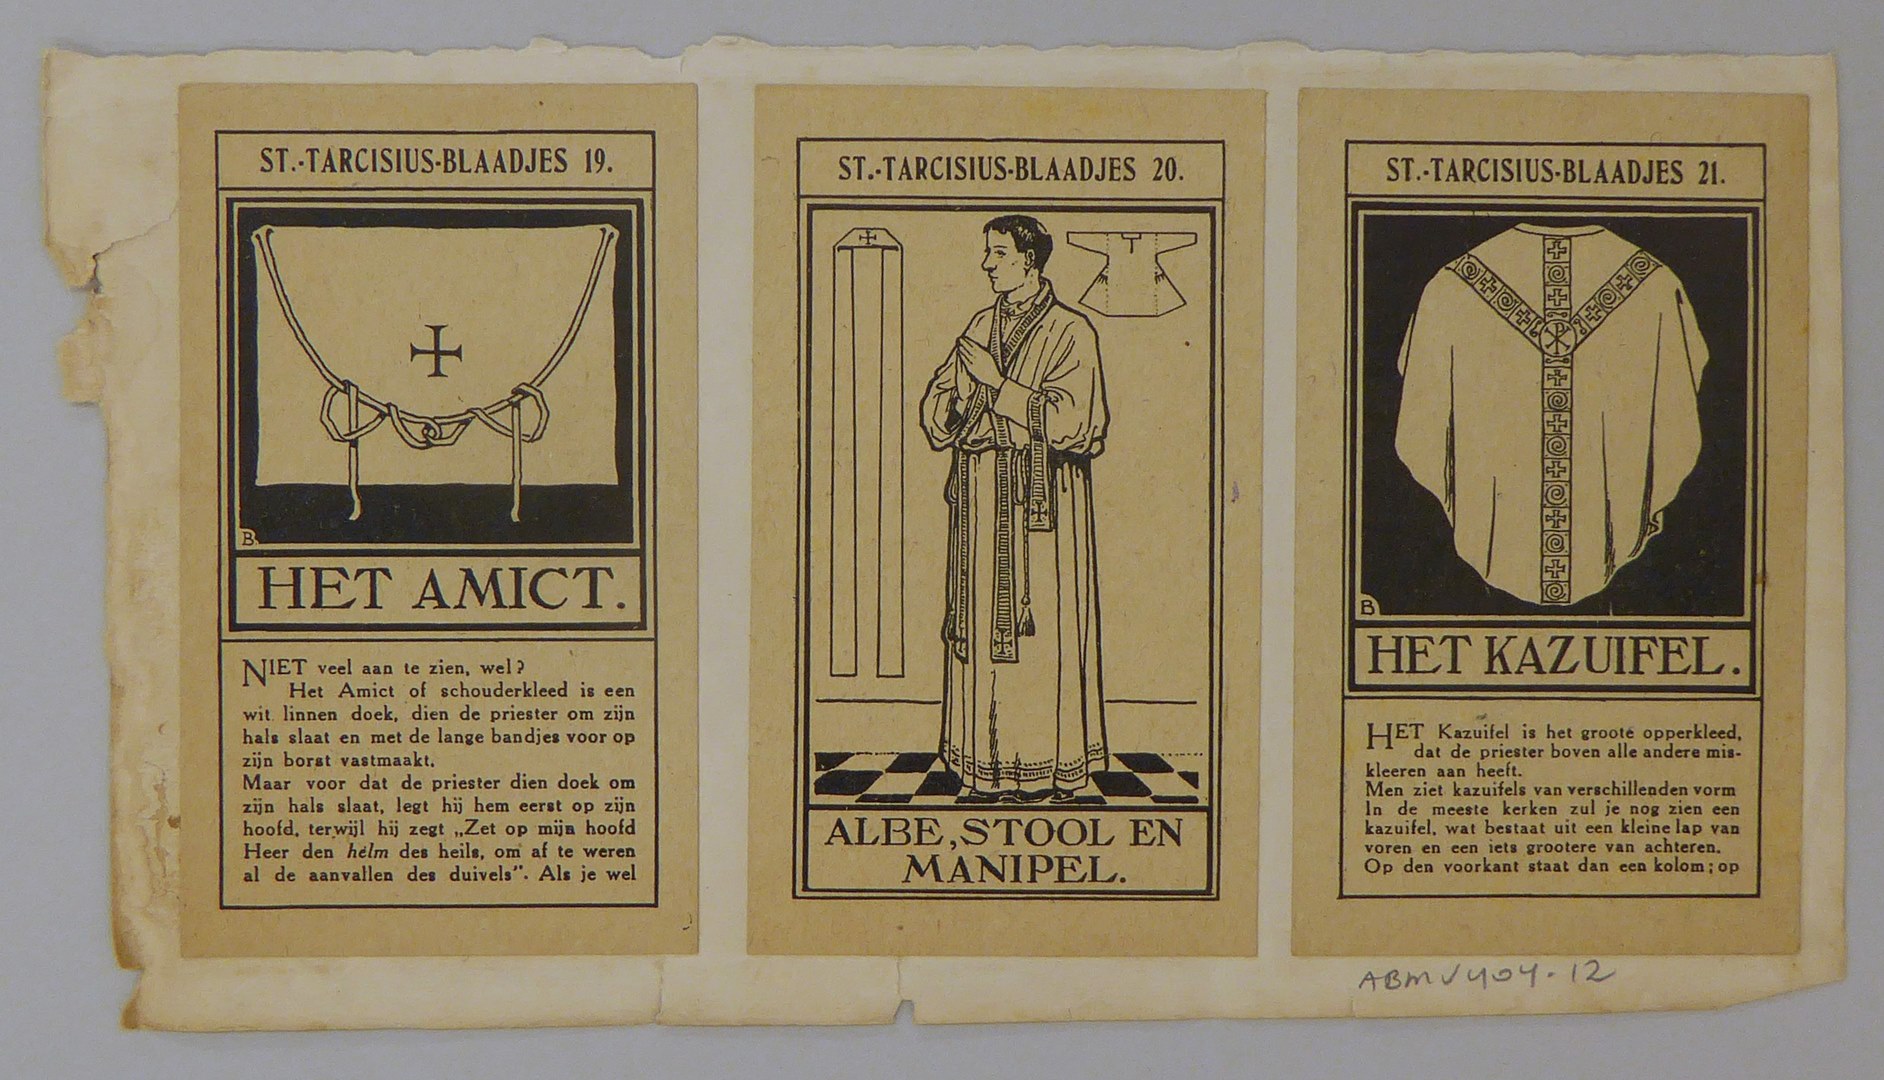 ST.-TARCISIUS-BLAADJES 19.
B.
HET AMICT.
NIET veel aan te zien, wel?
Het Amict of schouderkleed is een
wit linnen doek, dien de priester om zijn
hals slaat en met de lange bandjes voor op
zijn borst vastmaakt.
Maar voor dat de priester dien doek om
zijn hals slaat, legt hij hem eerst op zijn
hoofd, terwijl hij zegt „Zet op mijn hoofd
Heer den helm des heils, om af te weren
al de aanvallen des duivels”. Als je wel
ST.-TARCISIUS-BLAADJES 20.
ALBE, STOOL EN
MANIPEL.
ST.-TARCISIUS-BLAADJES 21.
B
HET KAZUIFEL.
HET Kazuifel is het groote opperkleed,
dat de priester boven alle andere mis-
kleeren aan heeft.
Men ziet kazuifels van verschillenden vorm
In de meeste kerken zul je nog zien een
kazuifel, wat bestaat uit een kleine lap van
voren en een iets grootere van achteren.
Op den voorkant staat dan een kolom; op
ABMV404-12